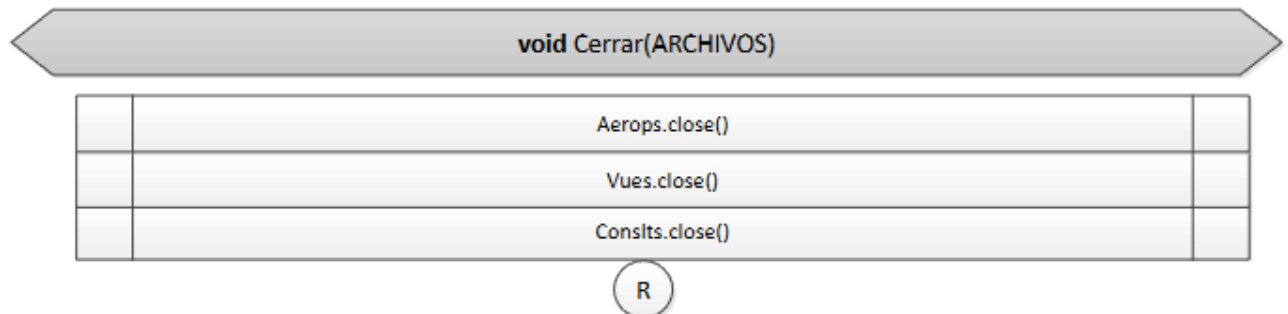 void Cerrar(ARCHIVOS)
Aerops.close()
Vues.close()
Conslts.close()
R